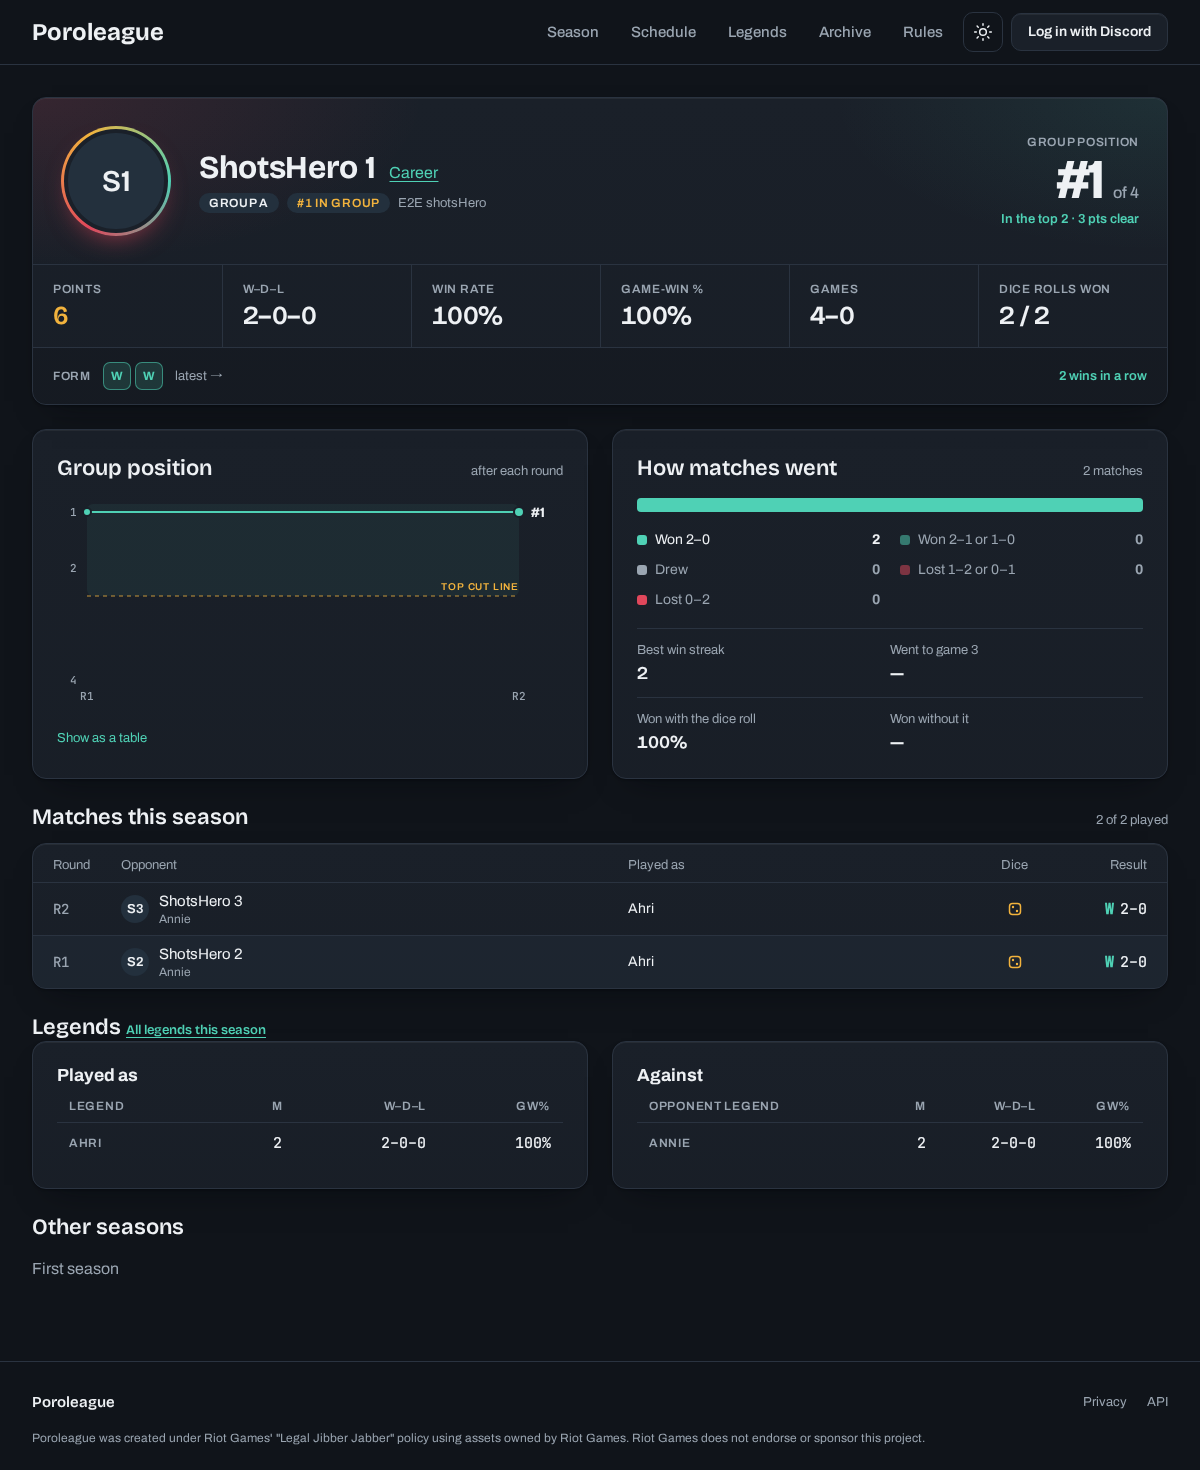 Poroleague
Season Schedule Legends Archive Rules Log in with Discord
S1
ShotsHero 1 Career
GROUP A #1 IN GROUP E2E shotsHero
GROUP POSITION
#1 of 4
In the top 2 · 3 pts clear
POINTS W–D–L WIN RATE GAME-WIN % GAMES DICE ROLLS WON
6 2–0–0 100% 100% 4–0 2 / 2
FORM W W latest → 2 wins in a row
Group position after each round
1 #1
2
TOP CUT LINE
4
R1 R2
Show as a table
How matches went 2 matches
Won 2–0 2 Won 2–1 or 1–0 0
Drew 0 Lost 1–2 or 0–1 0
Lost 0–2 0
Best win streak Went to game 3
2 —
Won with the dice roll Won without it
100% —
Matches this season 2 of 2 played
Round Opponent Played as Dice Result
R2 S3 ShotsHero 3 Ahri W 2–0
Annie
R1 S2 ShotsHero 2 Ahri W 2–0
Annie
Legends All legends this season
Played as
LEGEND M W–D–L GW%
AHRI 2 2–0–0 100%
Against
OPPONENT LEGEND M W–D–L GW%
ANNIE 2 2–0–0 100%
Other seasons
First season
Poroleague Privacy API
Poroleague was created under Riot Games' "Legal Jibber Jabber" policy using assets owned by Riot Games. Riot Games does not endorse or sponsor this project.